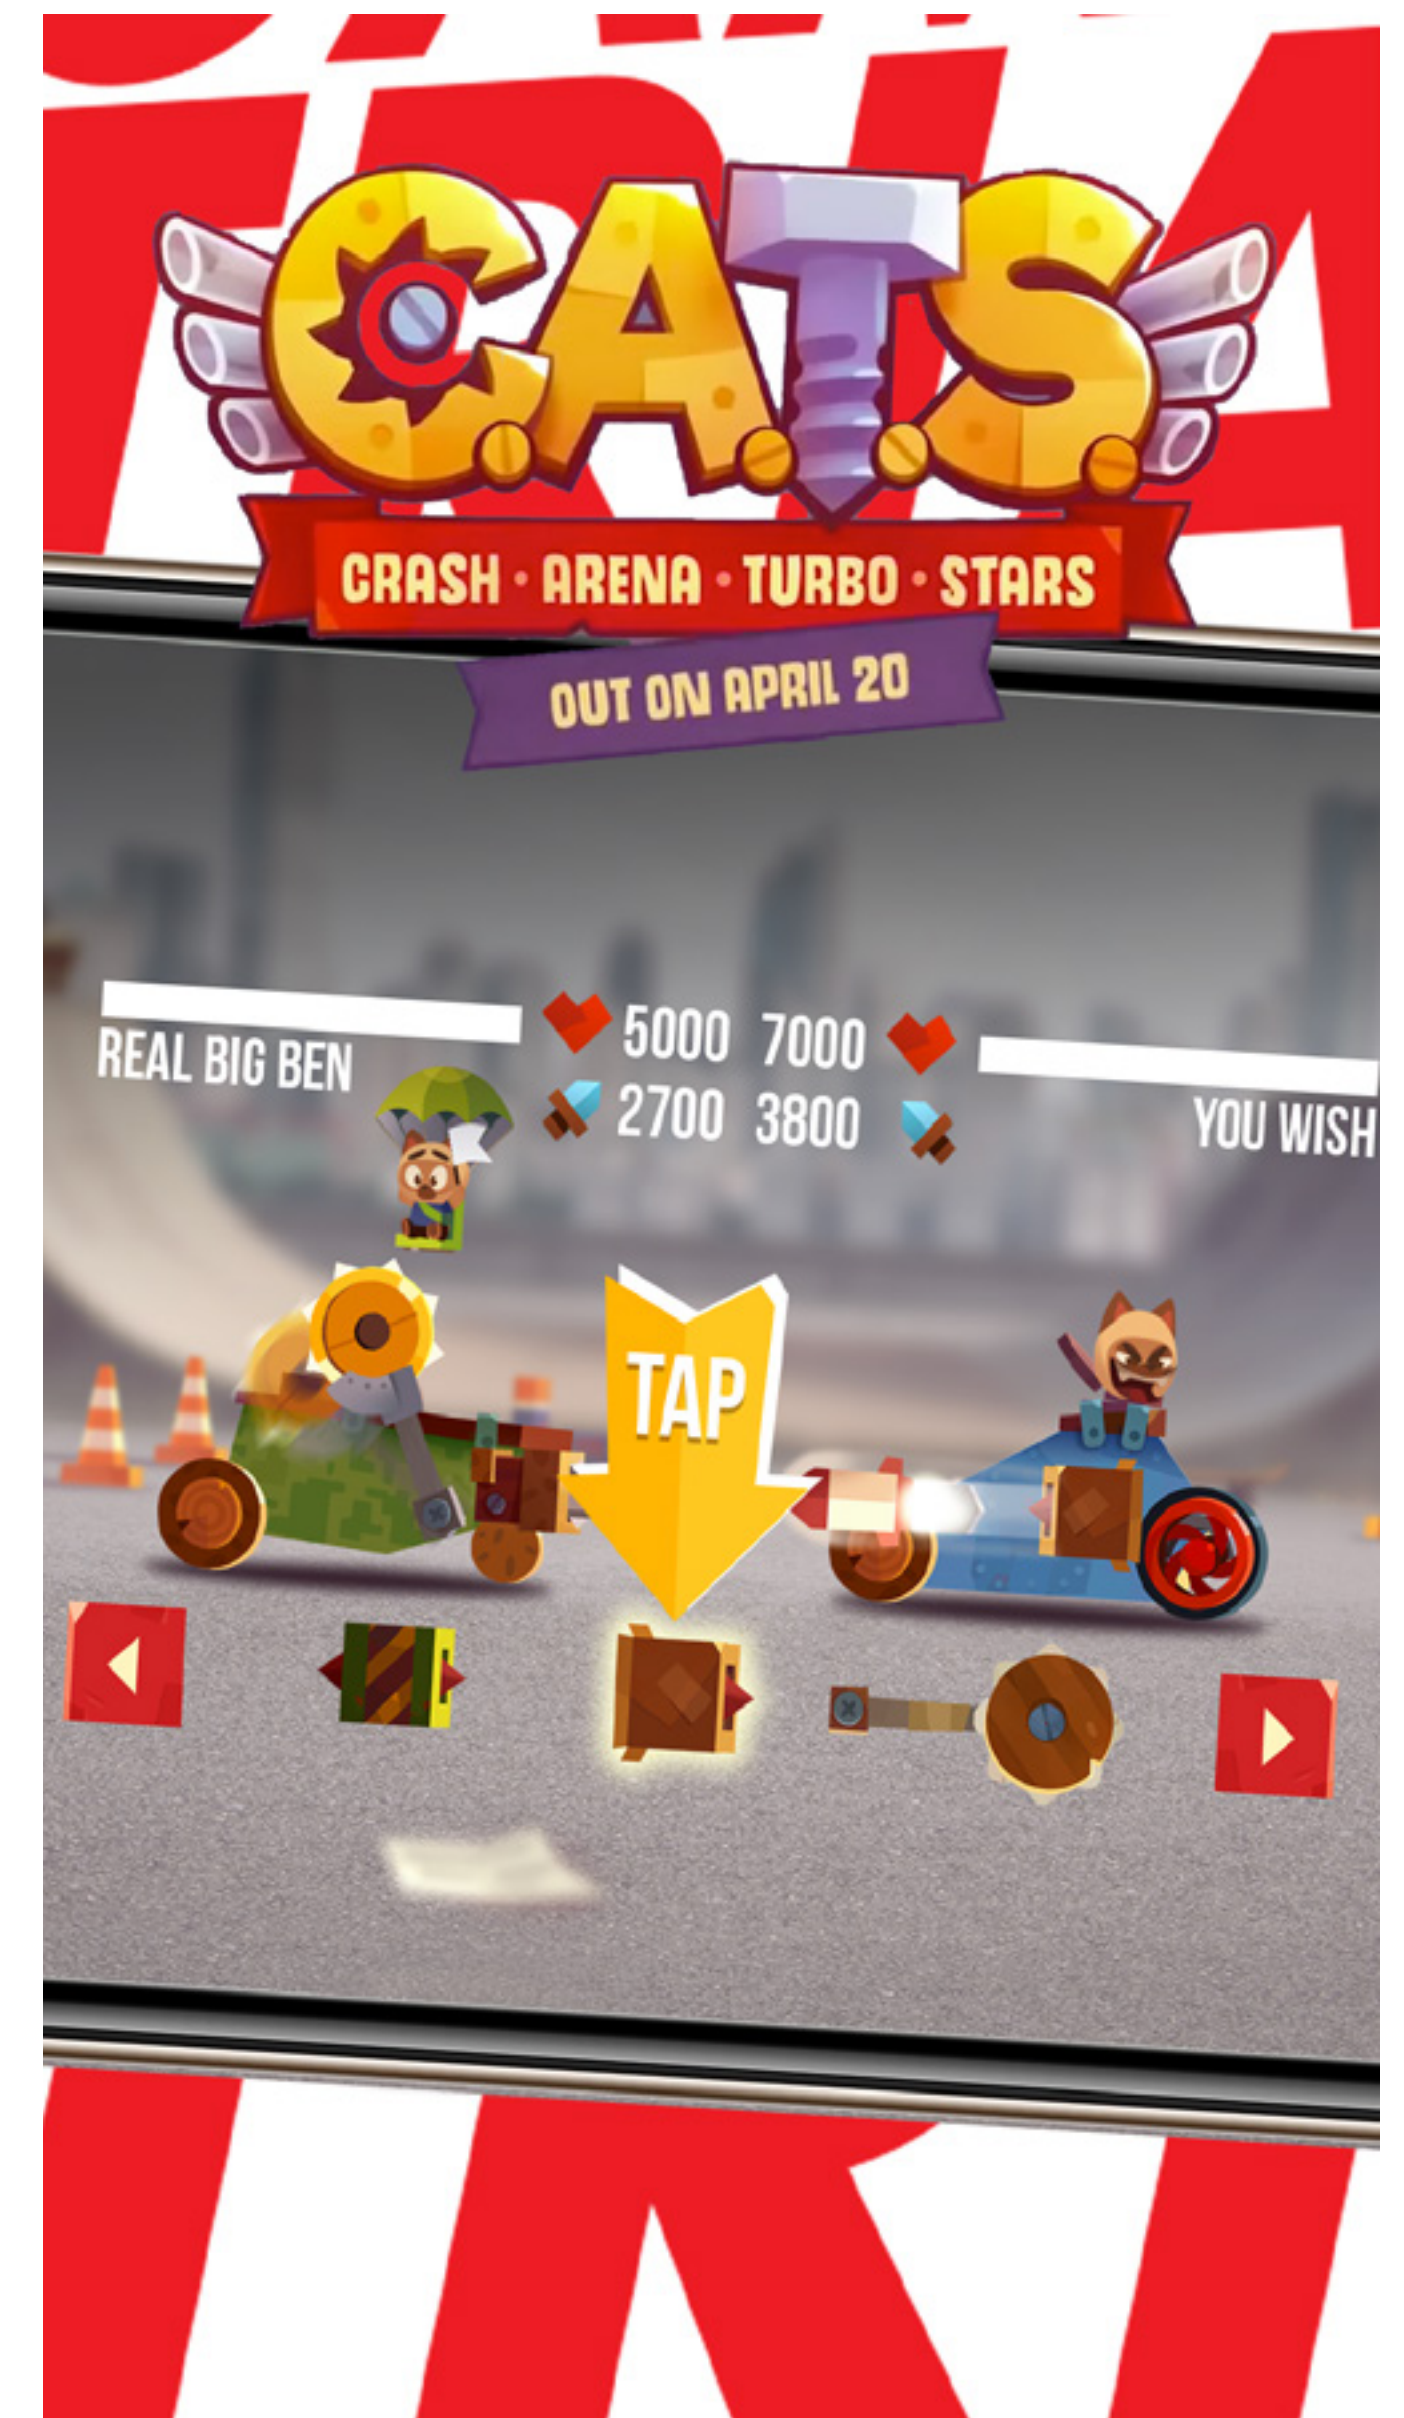 C.A.T.S.
CRASH · ARENA · TURBO · STARS
OUT ON APRIL 20
5000 7000
REAL BIG BEN
2700 3800
YOU WISH
TAP